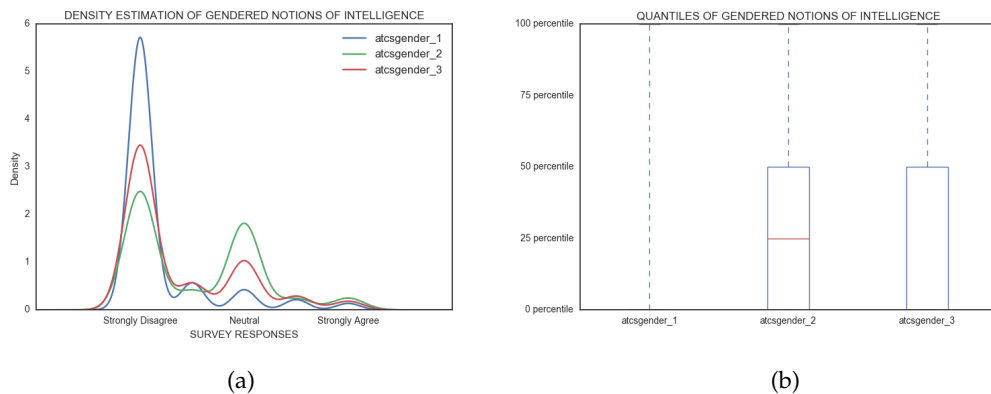 DENSITY ESTIMATION OF GENDERED NOTIONS OF INTELLIGENCE
6
5
4
3
2
1
0
Density
atcsgender_1
atcsgender_2
atcsgender_3
Strongly Disagree
Neutral
Strongly Agree
SURVEY RESPONSES
(a)
QUANTILES OF GENDERED NOTIONS OF INTELLIGENCE
100 percentile
75 percentile
50 percentile
25 percentile
0 percentile
atcsgender_1
atcsgender_2
atcsgender_3
(b)